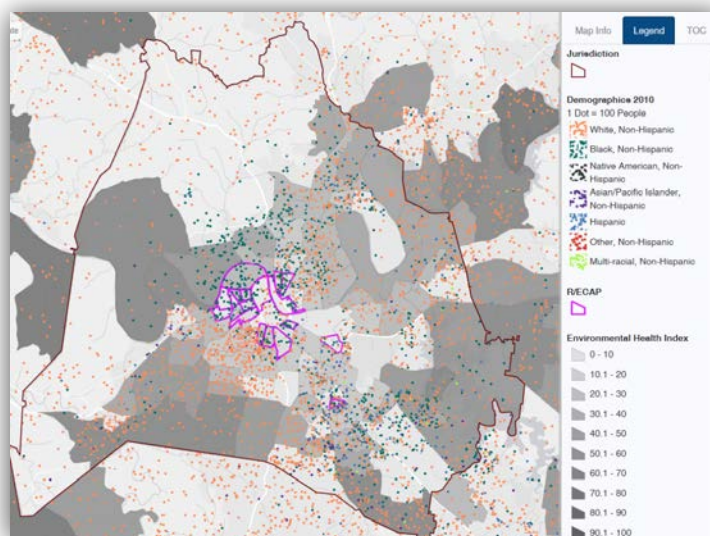 Map Info Legend TOC
Jurisdiction
Demographics 2010
1 Dot = 100 People
White, Non-Hispanic
Black, Non-Hispanic
Native American, Non-
Hispanic
Asian/Pacific Islander,
Non-Hispanic
Hispanic
Other, Non-Hispanic
Multi-racial, Non-Hispanic
R/ECAP
Environmental Health Index
0 - 10
10.1 - 20
20.1 - 30
30.1 - 40
40.1 - 50
50.1 - 60
60.1 - 70
70.1 - 80
80.1 - 90
90.1 - 100